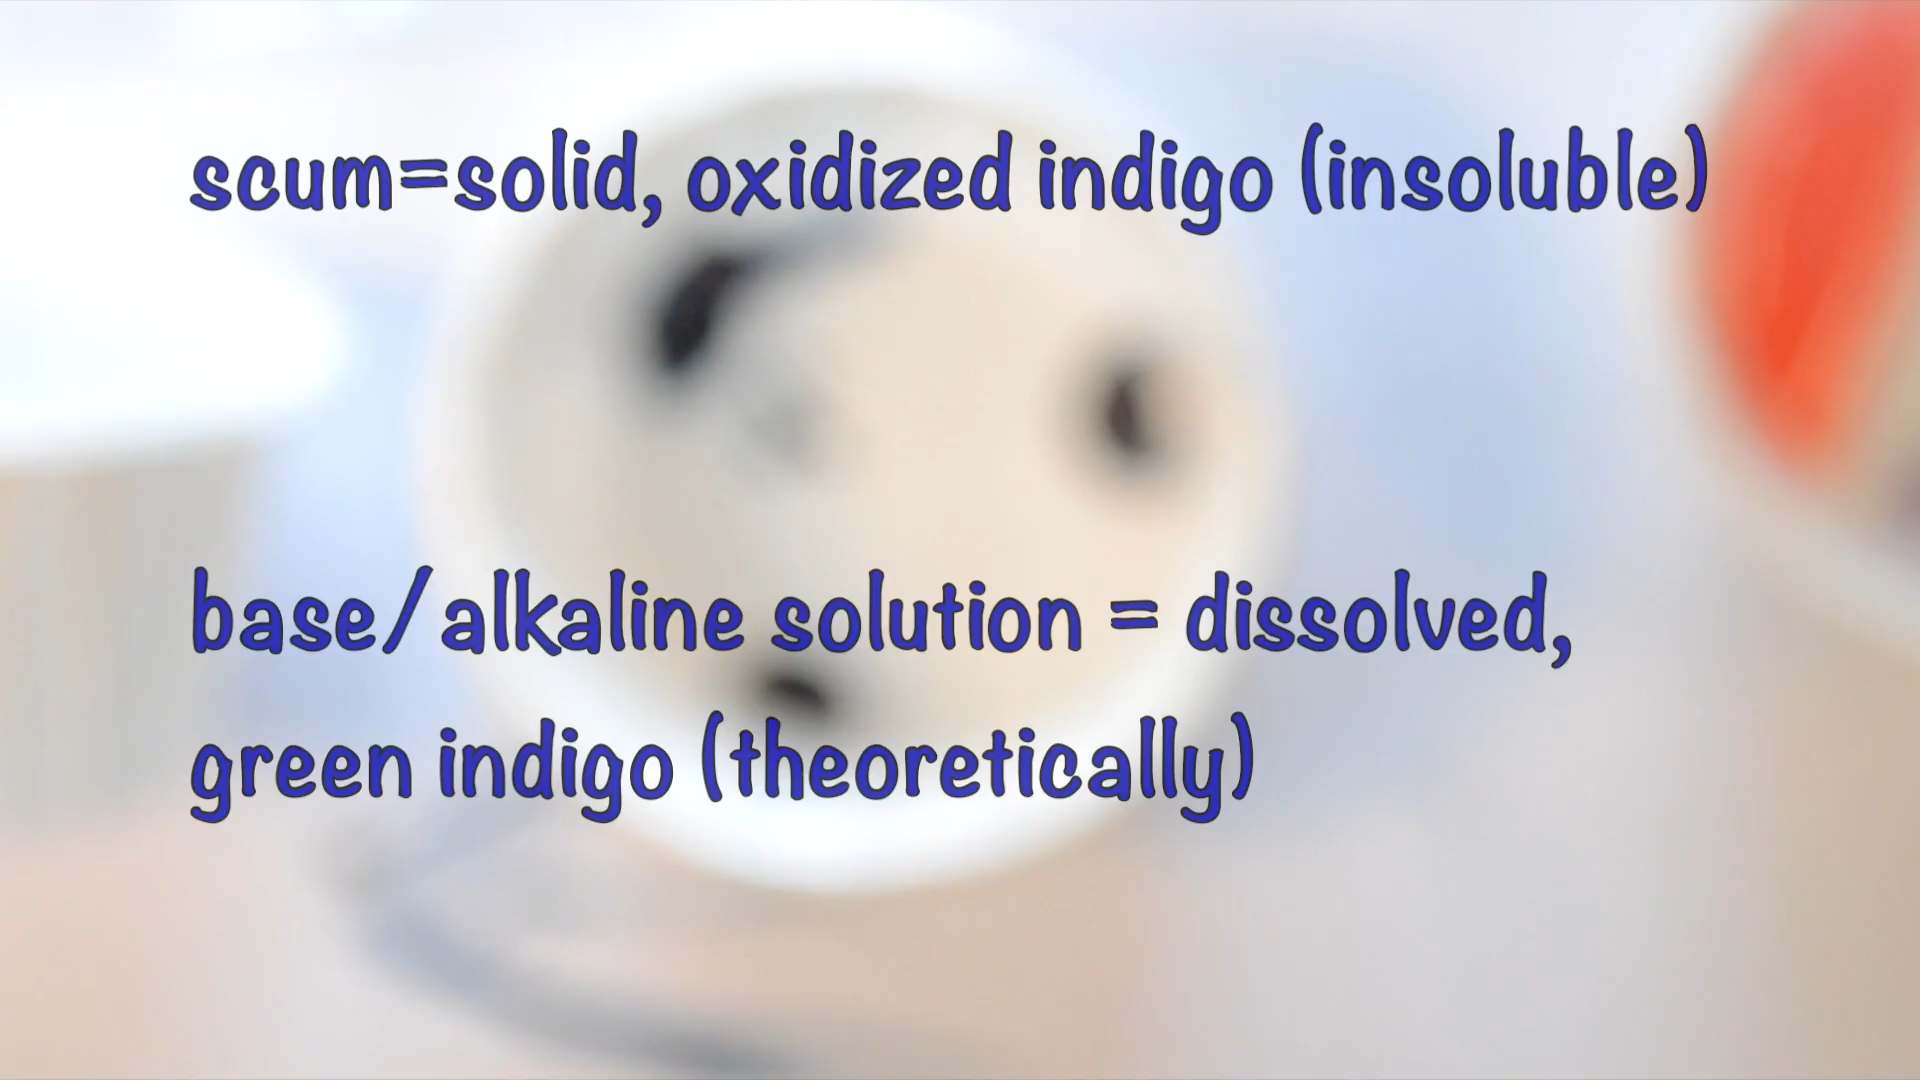 scum=solid, oxidized indigo (insoluble)
base/alkaline solution = dissolved,
green indigo (theoretically)